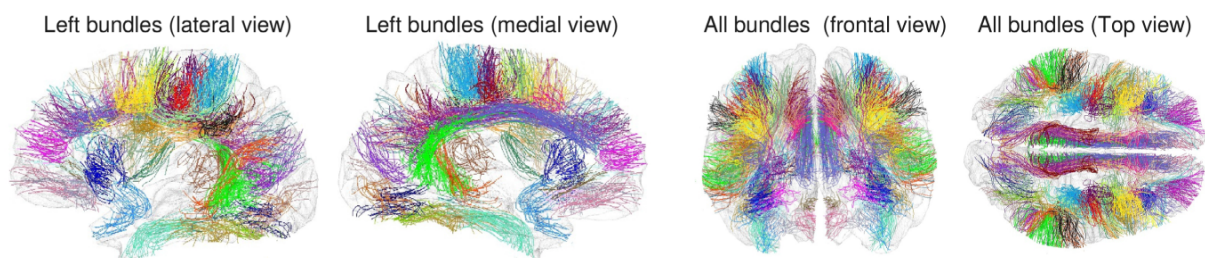 Left bundles (lateral view)
Left bundles (medial view)
All bundles (frontal view)
All bundles (Top view)